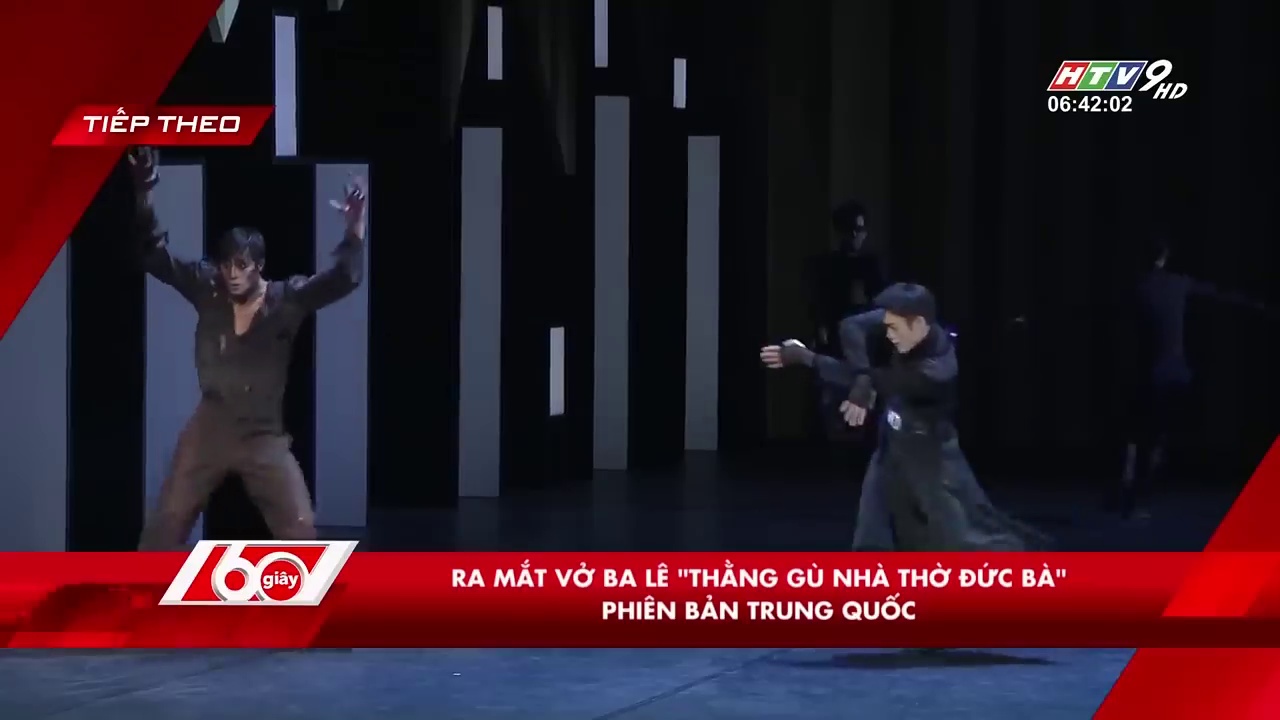 HTV9 HD
06:42:02
TIẾP THEO
60 giây
RA MẮT VỞ BA LÊ "THẰNG GÙ NHÀ THỜ ĐỨC BÀ"
PHIÊN BẢN TRUNG QUỐC